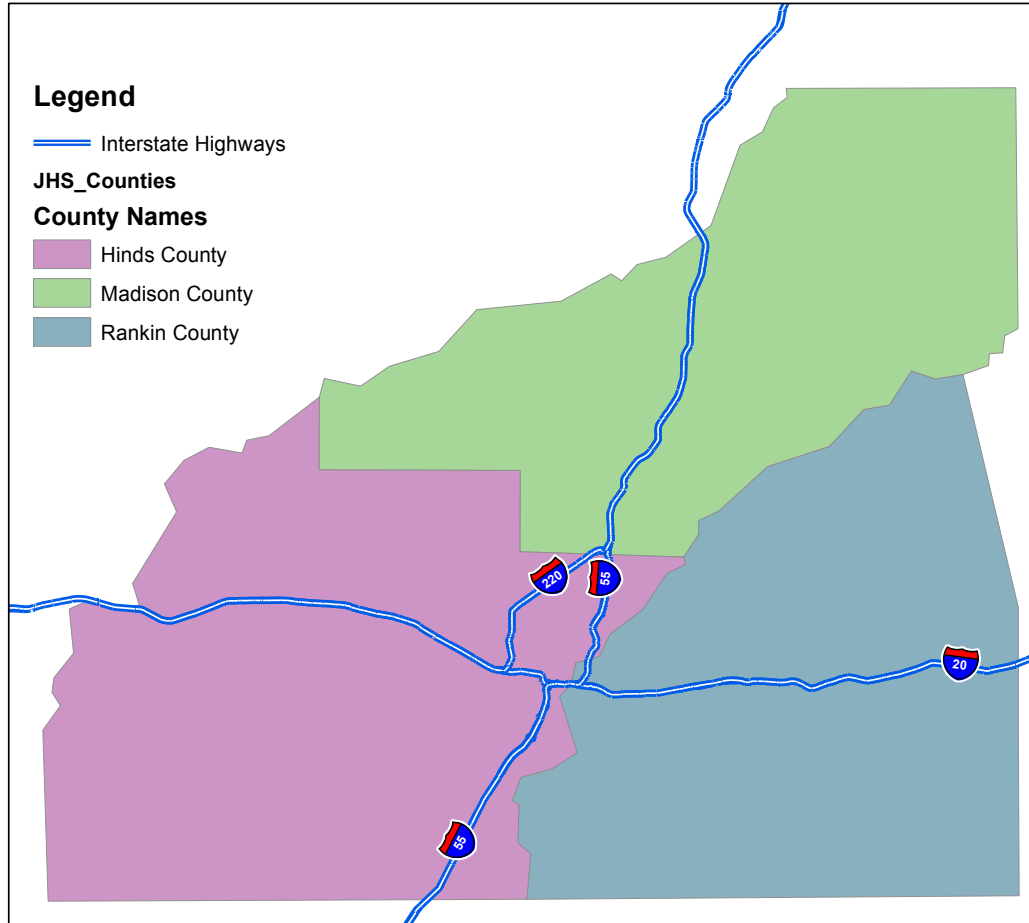 Legend
Interstate Highways
JHS_Counties
County Names
Hinds County
Madison County
Rankin County
220
55
20
55